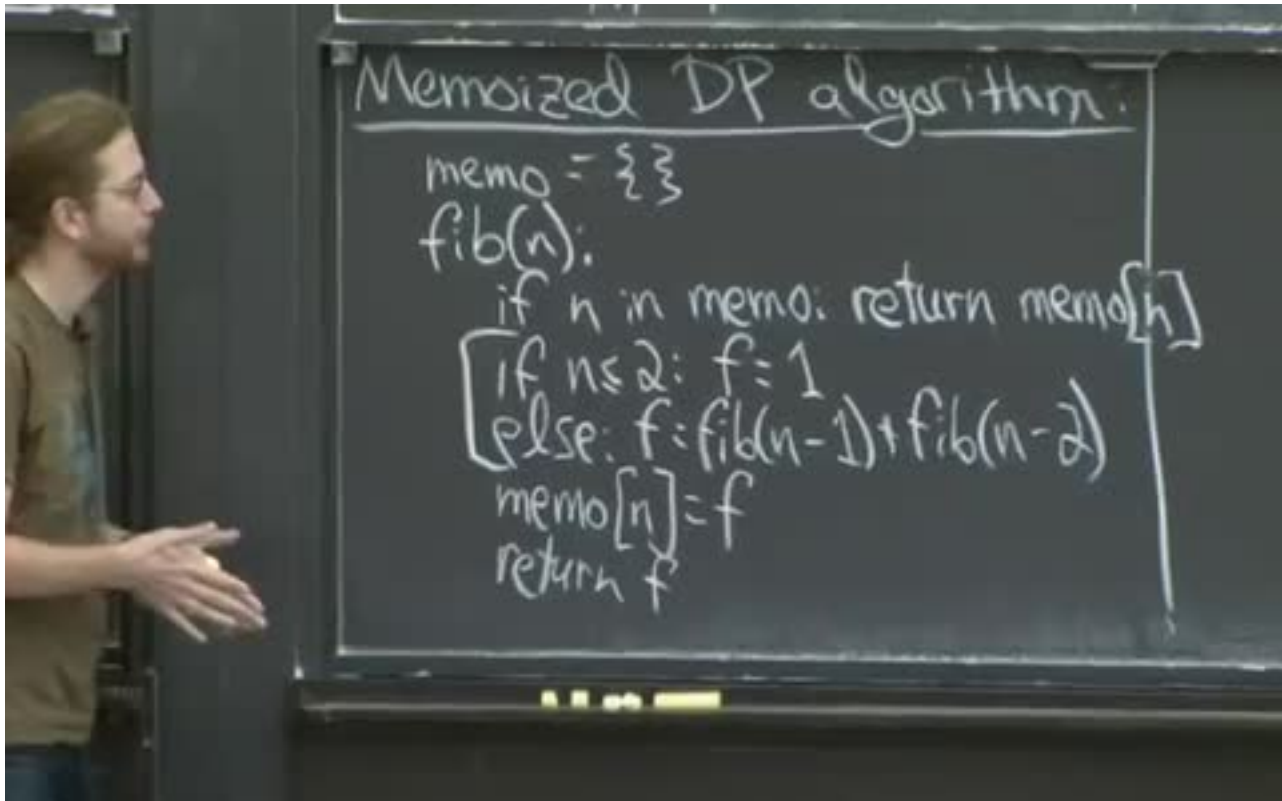 Memoized DP algorithm:
memo = {}
fib(n):
if n in memo: return memo[n]
if n≤2: f=1
else: f=fib(n-1)+fib(n-2)
memo[n]=f
return f